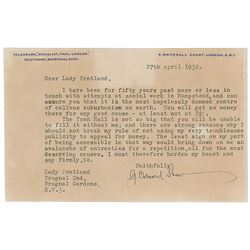 TELEGRAMS, SOCIALIST, PARL-LONDON.
TELEPHONE, WHITEHALL 3160.
4, WHITEHALL COURT, LONDON, S.W.1.
27th april 1932.
Dear Lady Pentland,
I have been for fifty years past more or less in
touch with attempts at social work in Hampstead, and can
assure you that it is the most hopelessly damned centre
of callous suburbanism on earth. You will get no money
there for any good cause - at least not at
The Town Hall is not so big that you will be unable to
fill it without me; and there are strong reasons why I
should not break my rule of not using my very troublesome
publicity to appeal for money. The least sign on my part
of being accessible in that way would bring down on me an
avalanche of entreaties for a repetition, all for the most
deserving causes. I must therefore harden my heart and
say firmly, No.
Faithfully
G. Bernard Shaw
Lady Pentland
Frognal End,
Frognal Gardens,
N.W.3.